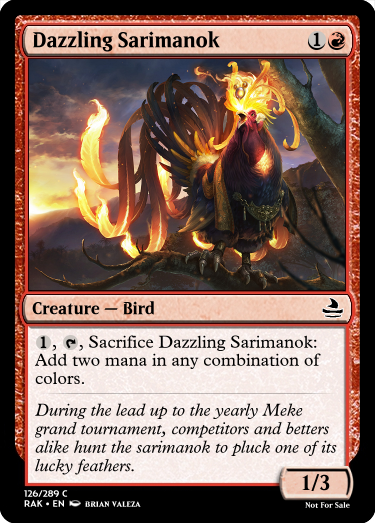 Dazzling Sarimanok 1
Creature — Bird
1, , Sacrifice Dazzling Sarimanok:
Add two mana in any combination of
colors.
During the lead up to the yearly Meke
grand tournament, competitors and betters
alike hunt the sarimanok to pluck one of its
lucky feathers.
1/3
126/289 C
RAK • EN BRIAN VALEZA
Not For Sale